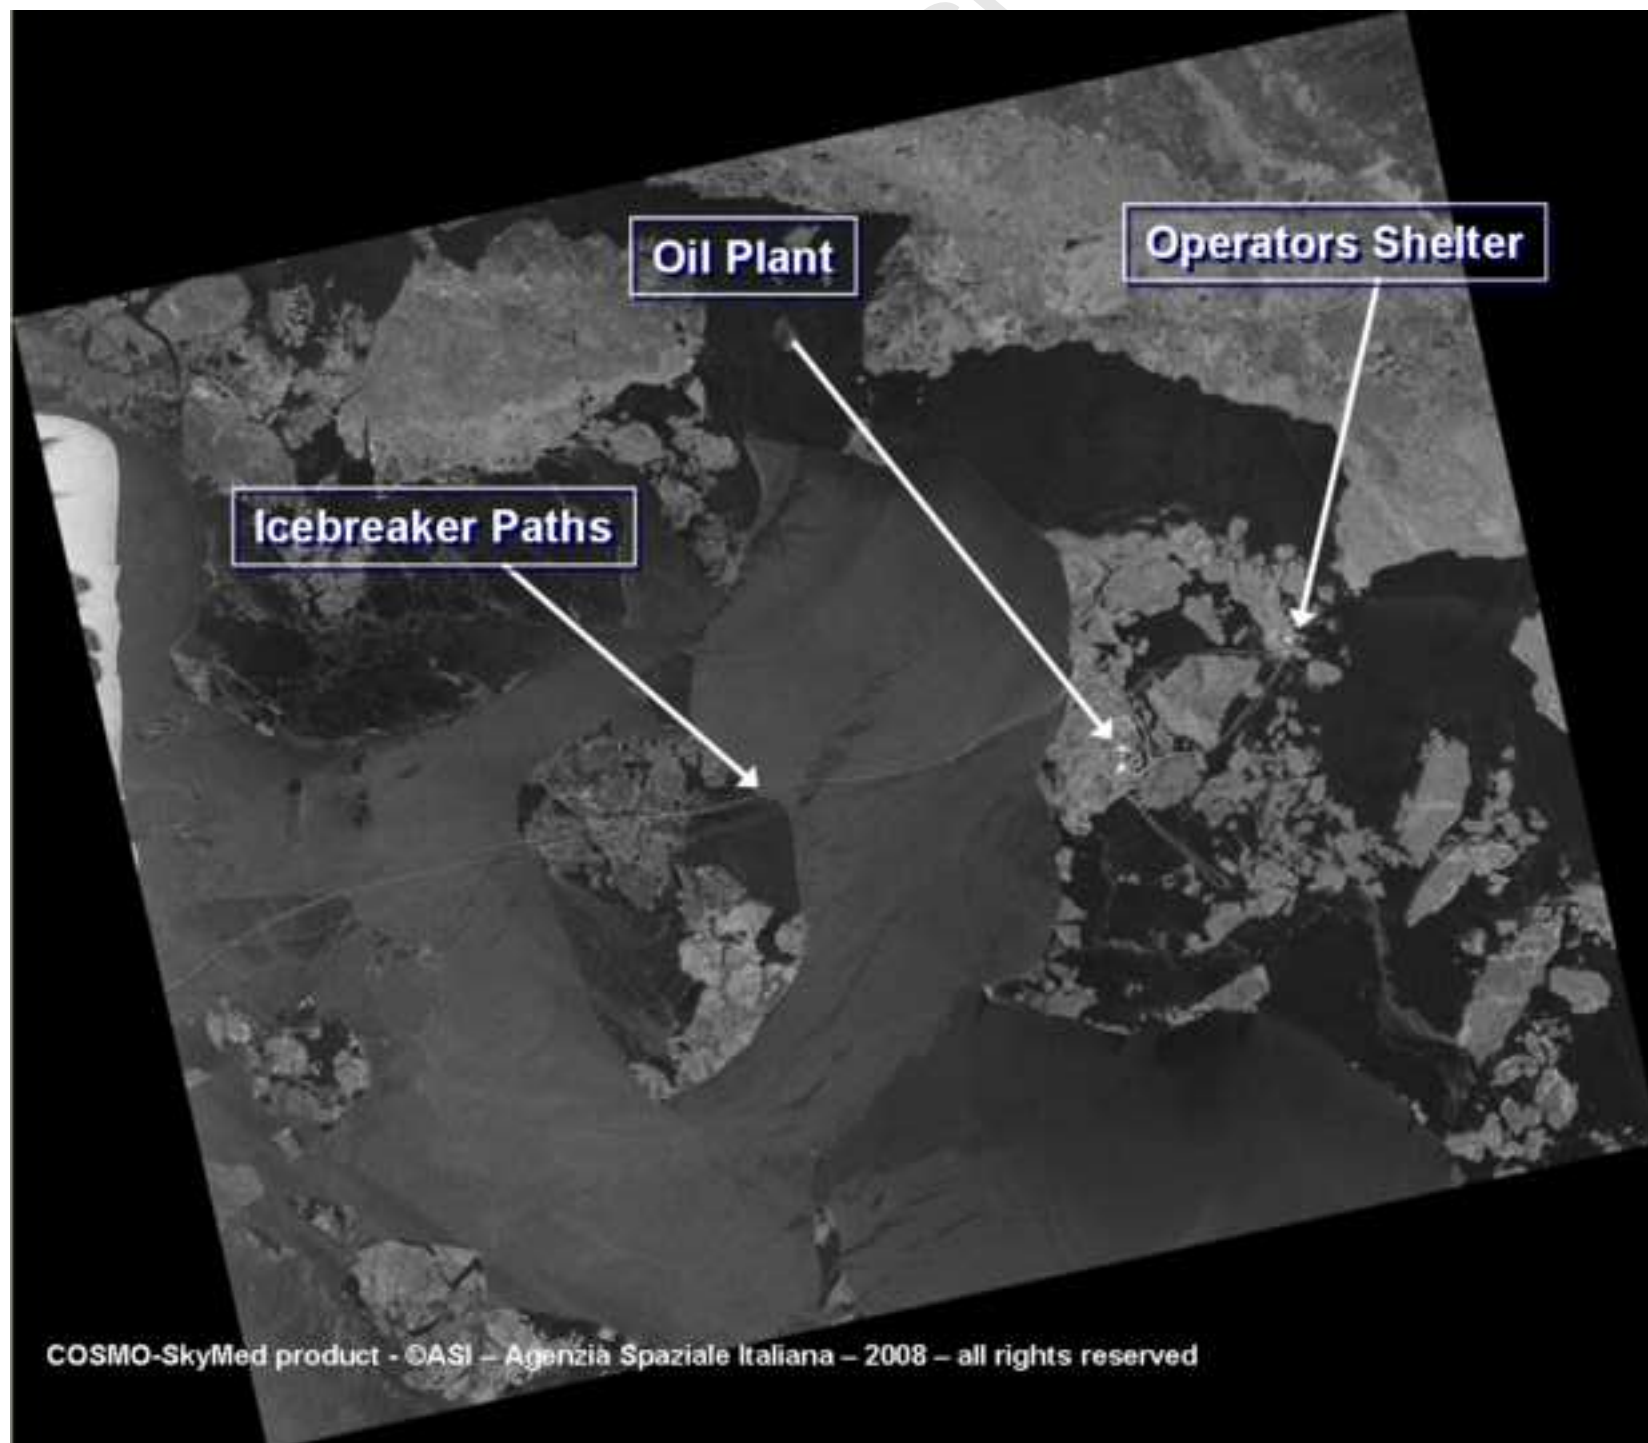 Oil Plant
Operators Shelter
Icebreaker Paths
COSMO-SkyMed product - ©ASI – Agenzia Spaziale Italiana – 2008 – all rights reserved